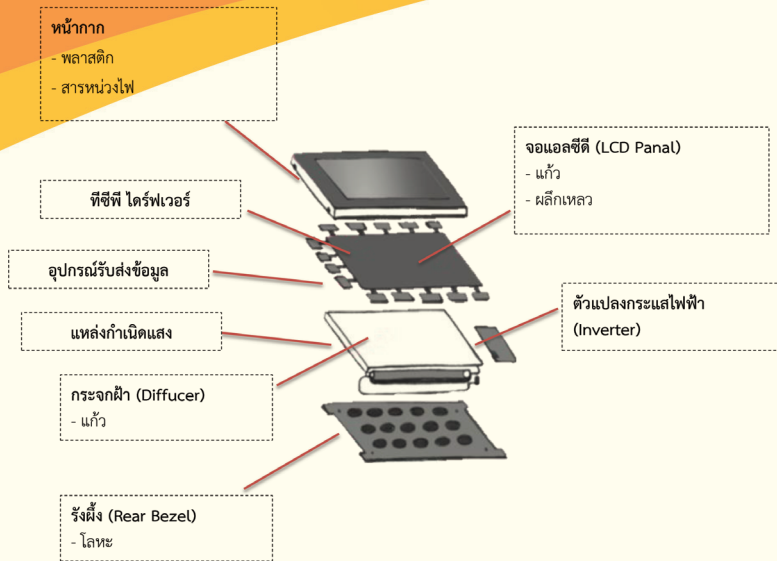 หน้ากาก
- พลาสติก
- สารหน่วงไฟ
จอแอลซีดี (LCD Panal)
- แก้ว
- ผลึกเหลว
ทีซีพี ไดร์ฟเวอร์
อุปกรณ์รับส่งข้อมูล
ตัวแปลงกระแสไฟฟ้า
(Inverter)
แหล่งกำเนิดแสง
กระจกฝ้า (Diffucer)
- แก้ว
รังผึ้ง (Rear Bezel)
- โลหะ